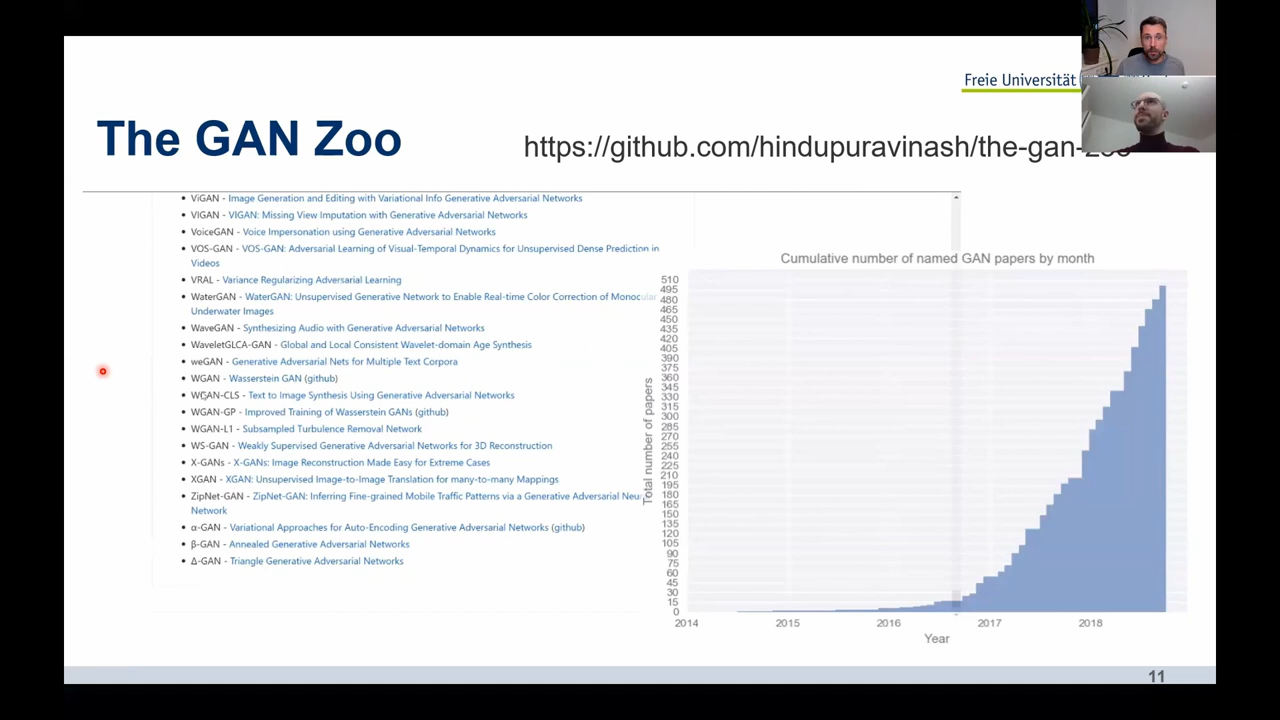 Freie Universität
The GAN Zoo
https://github.com/hindupuravinash/the-gan-zoo
• ViGAN - Image Generation and Editing with Variational Info Generative Adversarial Networks
• VIGAN - VIGAN: Missing View Imputation with Generative Adversarial Networks
• VoiceGAN - Voice Impersonation using Generative Adversarial Networks
• VOS-GAN - VOS-GAN: Adversarial Learning of Visual-Temporal Dynamics for Unsupervised Dense Prediction in
Videos
• VRAL - Variance Regularizing Adversarial Learning
• WaterGAN - WaterGAN: Unsupervised Generative Network to Enable Real-time Color Correction of Monocular
Underwater Images
• WaveGAN - Synthesizing Audio with Generative Adversarial Networks
• WaveletGLCA-GAN - Global and Local Consistent Wavelet-domain Age Synthesis
• weGAN - Generative Adversarial Nets for Multiple Text Corpora
• WGAN - Wasserstein GAN (github)
• WGAN-CLS - Text to Image Synthesis Using Generative Adversarial Networks
• WGAN-GP - Improved Training of Wasserstein GANs (github)
• WGAN-L1 - Subsampled Turbulence Removal Network
• WS-GAN - Weakly Supervised Generative Adversarial Networks for 3D Reconstruction
• X-GANs - X-GANs: Image Reconstruction Made Easy for Extreme Cases
• XGAN - XGAN: Unsupervised Image-to-Image Translation for many-to-many Mappings
• ZipNet-GAN - ZipNet-GAN: Inferring Fine-grained Mobile Traffic Patterns via a Generative Adversarial Neu
Network
• α-GAN - Variational Approaches for Auto-Encoding Generative Adversarial Networks (github)
• β-GAN - Annealed Generative Adversarial Networks
• Δ-GAN - Triangle Generative Adversarial Networks
Cumulative number of named GAN papers by month
Total number of papers
510
495
480
465
450
435
420
405
390
375
360
345
330
315
300
285
270
255
240
225
210
195
180
165
150
135
120
105
90
75
60
45
30
15
0
2014 2015 2016 2017 2018
Year
11